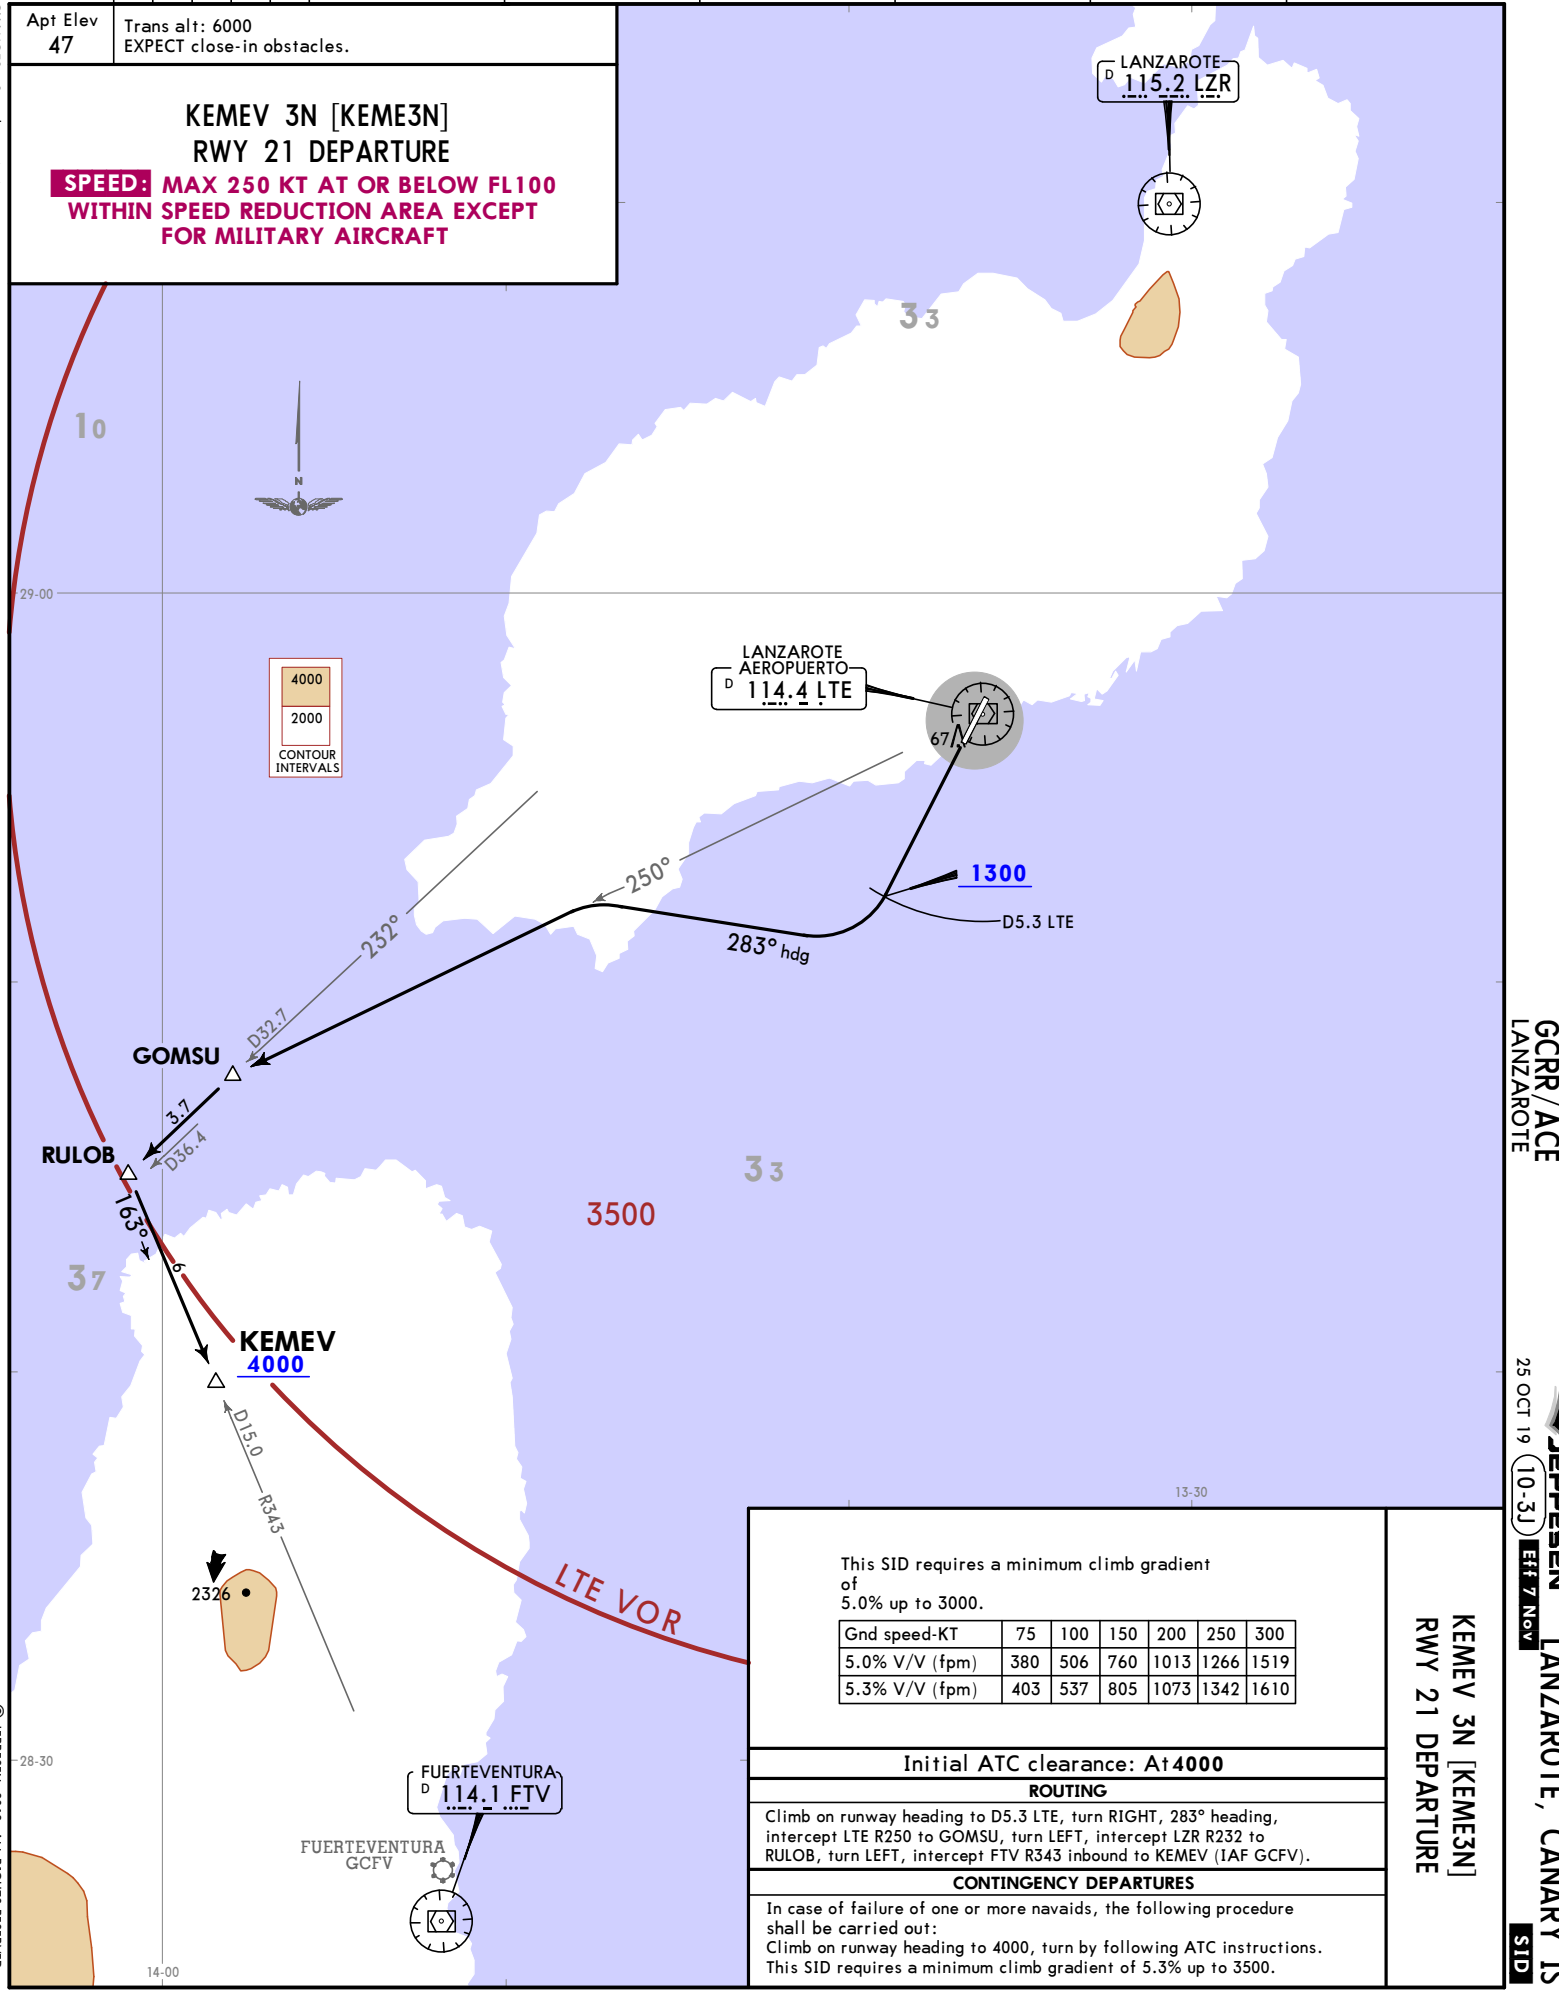 Apt Elev
47
Trans alt: 6000
EXPECT close-in obstacles.
KEMEV 3N [KEME3N]
RWY 21 DEPARTURE
SPEED: MAX 250 KT AT OR BELOW FL100
WITHIN SPEED REDUCTION AREA EXCEPT
FOR MILITARY AIRCRAFT
LANZAROTE
D 115.2 LZR
33
10
N
29-00
4000
2000
CONTOUR
INTERVALS
LANZAROTE
AEROPUERTO
D 114.4 LTE
67
250°
1300
D5.3 LTE
232°
283° hdg
D32.7
GOMSU
3.7
D36.4
RULOB
163°
6
33
3500
37
KEMEV
4000
D15.0
R343
13-30
2326
LTE VOR
28-30
FUERTEVENTURA
D 114.1 FTV
FUERTEVENTURA
GCFV
14-00
This SID requires a minimum climb gradient
of
5.0% up to 3000.
Gnd speed-KT 75 100 150 200 250 300
5.0% V/V (fpm) 380 506 760 1013 1266 1519
5.3% V/V (fpm) 403 537 805 1073 1342 1610
Initial ATC clearance: At 4000
ROUTING
Climb on runway heading to D5.3 LTE, turn RIGHT, 283° heading,
intercept LTE R250 to GOMSU, turn LEFT, intercept LZR R232 to
RULOB, turn LEFT, intercept FTV R343 inbound to KEMEV (IAF GCFV).
CONTINGENCY DEPARTURES
In case of failure of one or more navaids, the following procedure
shall be carried out:
Climb on runway heading to 4000, turn by following ATC instructions.
This SID requires a minimum climb gradient of 5.3% up to 3500.
KEMEV 3N [KEME3N]
RWY 21 DEPARTURE
GCRR/ACE
LANZAROTE
JEPPESEN
25 OCT 19 10-3J Eff 7 Nov
LANZAROTE, CANARY IS
SID